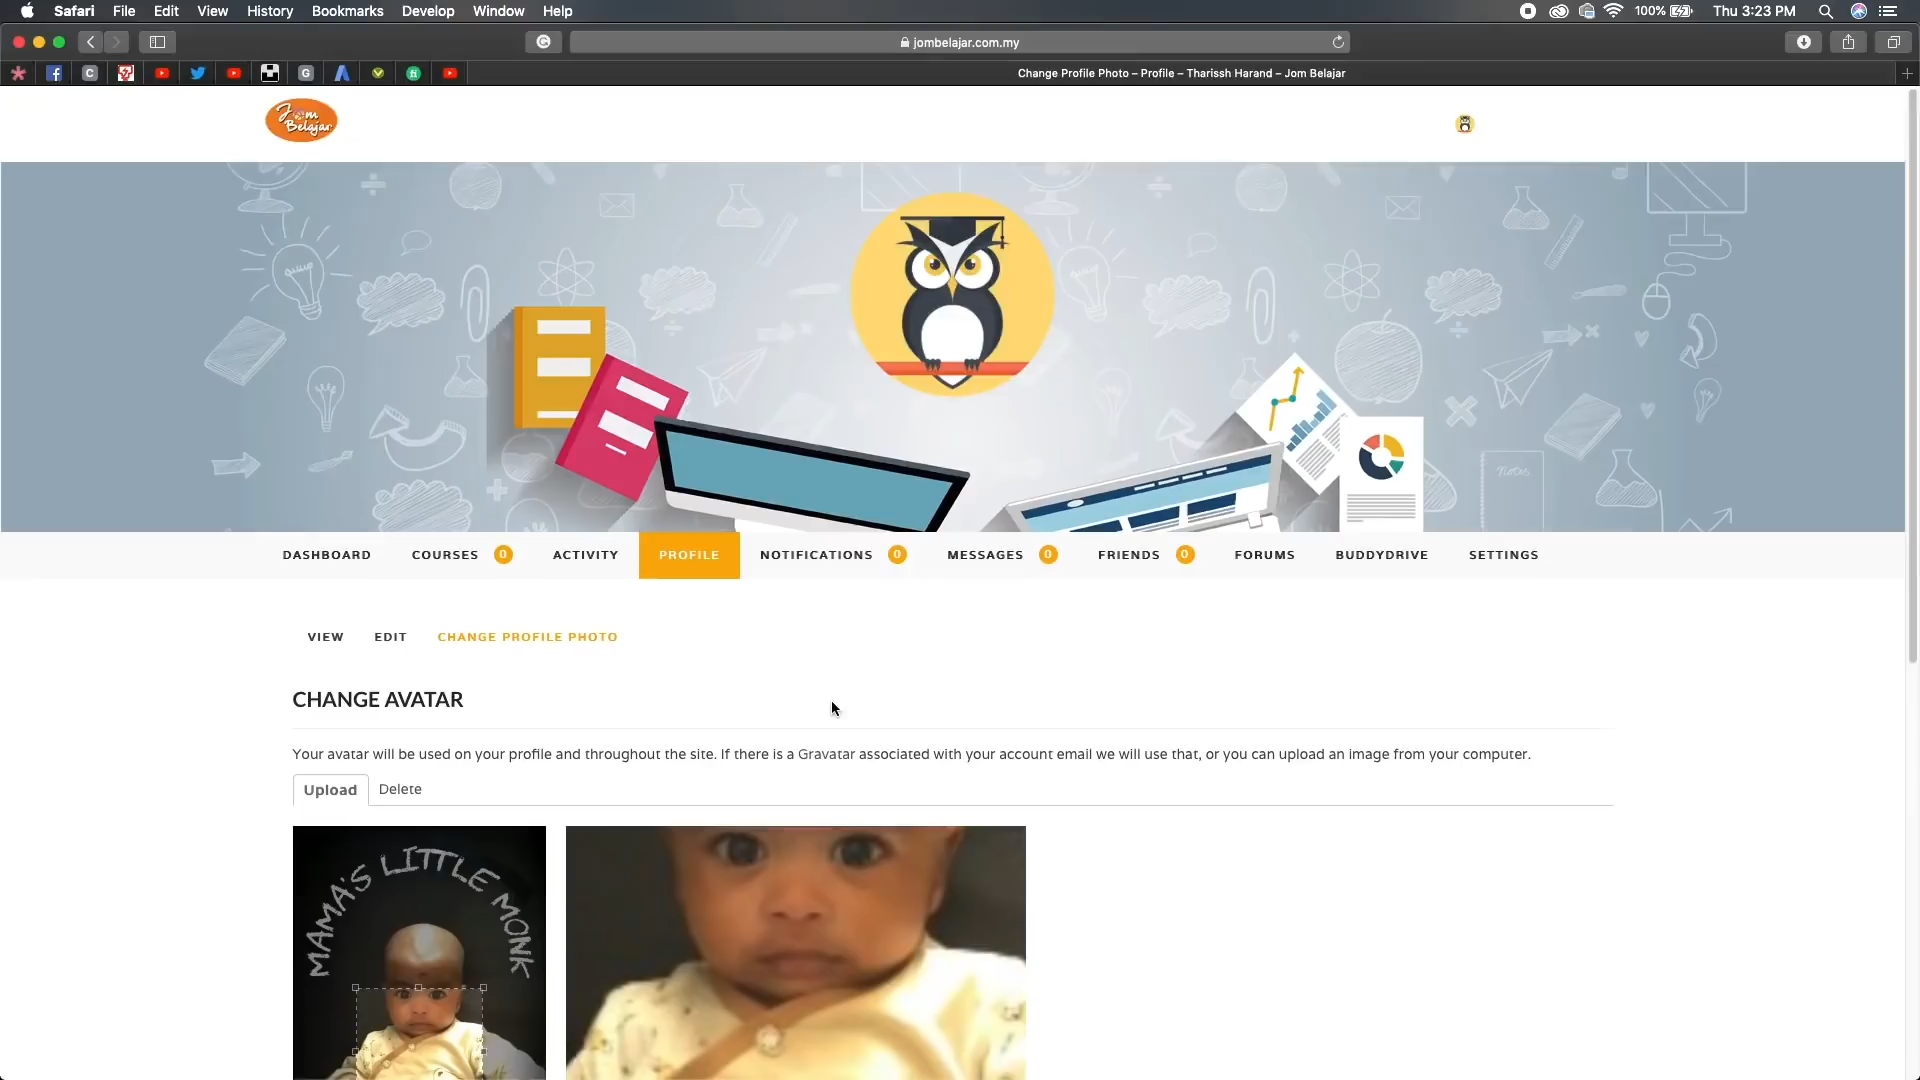 Safari File Edit View History Bookmarks Develop Window Help 100% Thu 3:23 PM
jombelajar.com.my
Change Profile Photo – Profile – Tharissh Harand – Jom Belajar
Jom
Belajar
Notes
DASHBOARD COURSES 0 ACTIVITY PROFILE NOTIFICATIONS 0 MESSAGES 0 FRIENDS 0 FORUMS BUDDYDRIVE SETTINGS
VIEW EDIT CHANGE PROFILE PHOTO
CHANGE AVATAR
Your avatar will be used on your profile and throughout the site. If there is a Gravatar associated with your account email we will use that, or you can upload an image from your computer.
Upload Delete
MAMA'S LITTLE MONK